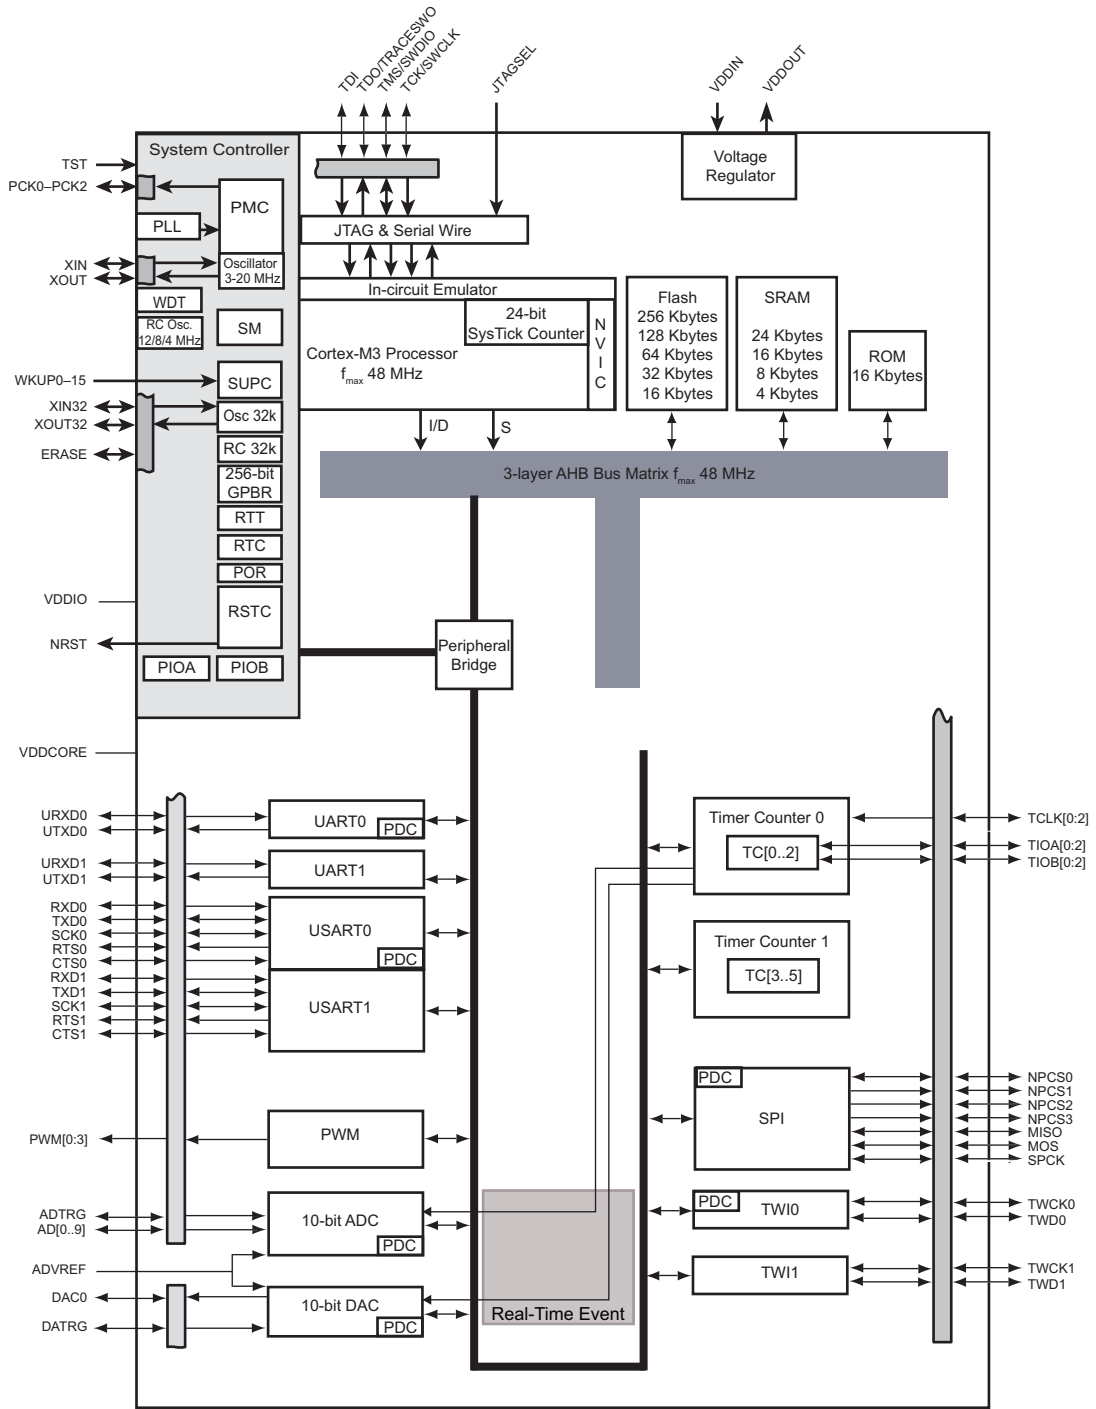 TDI
TDO/TRACESWO
TMS/SWDIO
TCK/SWCLK
JTAGSEL
VDDIN
VDDOUT
System Controller
TST
PCK0–PCK2
PMC
PLL
XIN
XOUT
Oscillator
3-20 MHz
WDT
RC Osc.
12/8/4 MHz
SM
WKUP0–15
SUPC
XIN32
XOUT32
Osc 32k
ERASE
RC 32k
256-bit
GPBR
RTT
RTC
POR
VDDIO
RSTC
NRST
PIOA
PIOB
JTAG & Serial Wire
In-circuit Emulator
24-bit
SysTick Counter
N
V
I
C
Cortex-M3 Processor
fmax 48 MHz
I/D
S
Voltage
Regulator
Flash
256 Kbytes
128 Kbytes
64 Kbytes
32 Kbytes
16 Kbytes
SRAM
24 Kbytes
16 Kbytes
8 Kbytes
4 Kbytes
ROM
16 Kbytes
3-layer AHB Bus Matrix fmax 48 MHz
Peripheral
Bridge
VDDCORE
URXD0
UTXD0
UART0
PDC
URXD1
UTXD1
UART1
RXD0
TXD0
SCK0
RTS0
CTS0
USART0
PDC
RXD1
TXD1
SCK1
RTS1
CTS1
USART1
PWM[0:3]
PWM
ADTRG
AD[0..9]
10-bit ADC
PDC
ADVREF
DAC0
DATRG
10-bit DAC
PDC
Real-Time Event
Timer Counter 0
TC[0..2]
TCLK[0:2]
TIOA[0:2]
TIOB[0:2]
Timer Counter 1
TC[3..5]
PDC
SPI
NPCS0
NPCS1
NPCS2
NPCS3
MISO
MOS
SPCK
PDC
TWI0
TWCK0
TWD0
TWI1
TWCK1
TWD1